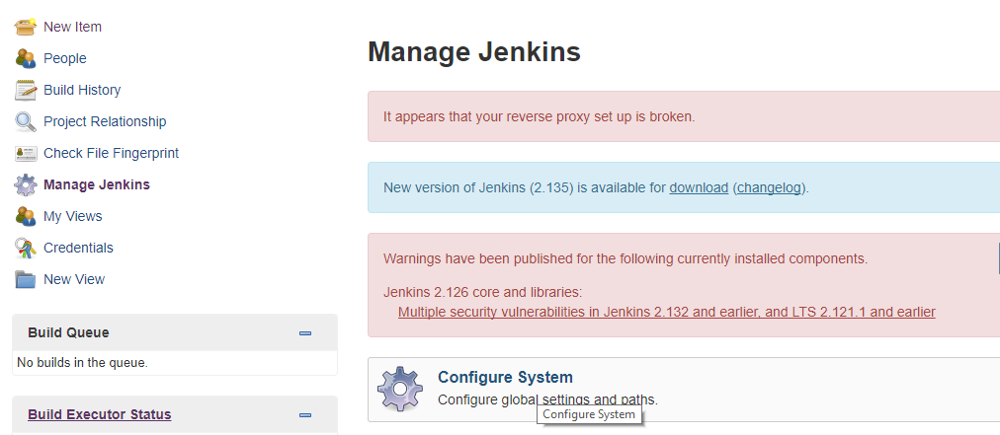 New Item
People
Build History
Project Relationship
Check File Fingerprint
Manage Jenkins
My Views
Credentials
New View
Build Queue
No builds in the queue.
Build Executor Status
Manage Jenkins
It appears that your reverse proxy set up is broken.
New version of Jenkins (2.135) is available for download (changelog).
Warnings have been published for the following currently installed components.
Jenkins 2.126 core and libraries:
Multiple security vulnerabilities in Jenkins 2.132 and earlier, and LTS 2.121.1 and earlier
Configure System
Configure global settings and paths.
Configure System